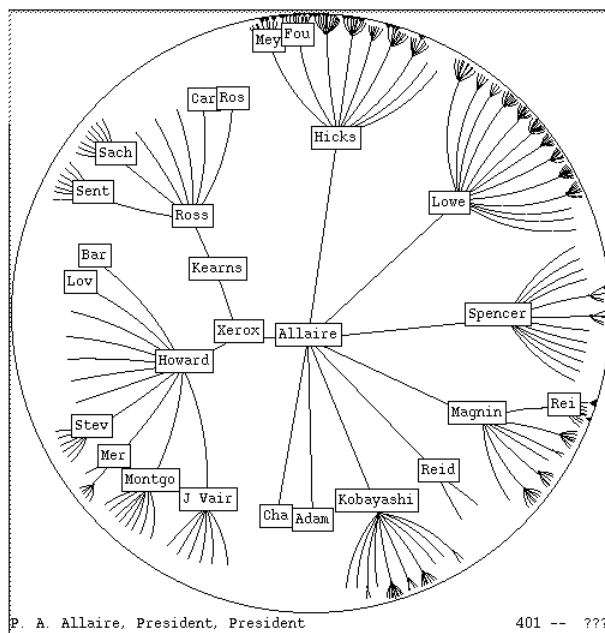 Mey
Fou
Car
Ros
Hicks
Sach
Sent
Lowe
Ross
Bar
Kearns
Lov
Spencer
Xerox
Allaire
Howard
Rei
Magnin
Stev
Mer
Reid
Montgo
J Vair
Kobayashi
Cha
Adam
P. A. Allaire, President, President
401 -- ???